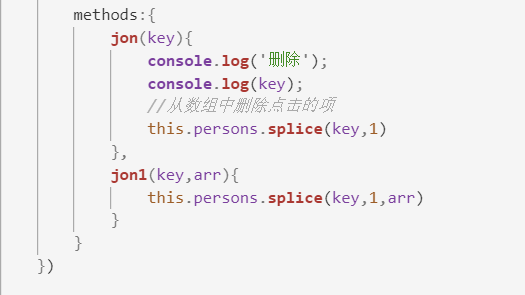 methods:{
jon(key){
console.log('删除');
console.log(key);
//从数组中删除点击的项
this.persons.splice(key,1)
},
jon1(key,arr){
this.persons.splice(key,1,arr)
}
}
})